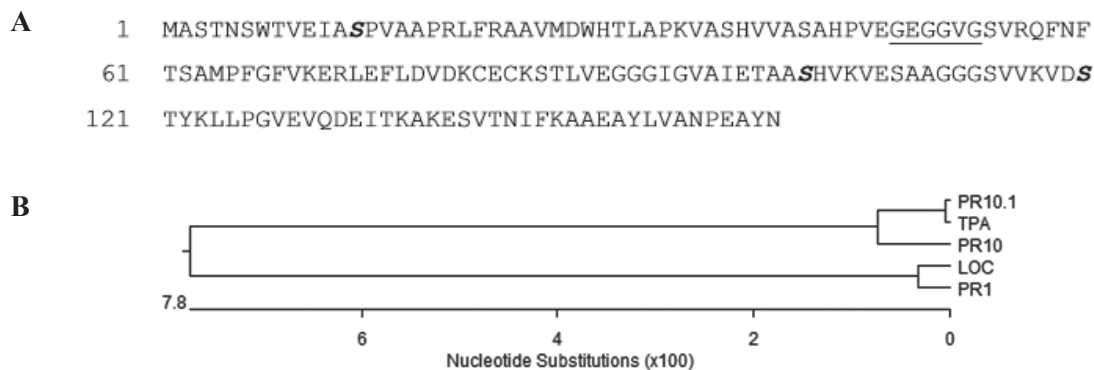 A
1 MASTNSWTVEIASPVAAPRLFRAAVMDWHTLAPKVASHVVASAHPVEGEGGVGSVRQFNF
61 TSAMPFGFVKERLEFLDVDKCECKSTLVEGGGIGVAIETAASHVKVESAAGGGSVVKVDS
121 TYKLLPGVEVQDEITKAKESVTNIFKAAEAYLVANPEAYN
B
PR10.1
TPA
PR10
LOC
PR1
7.8
6 4 2 0
Nucleotide Substitutions (x100)